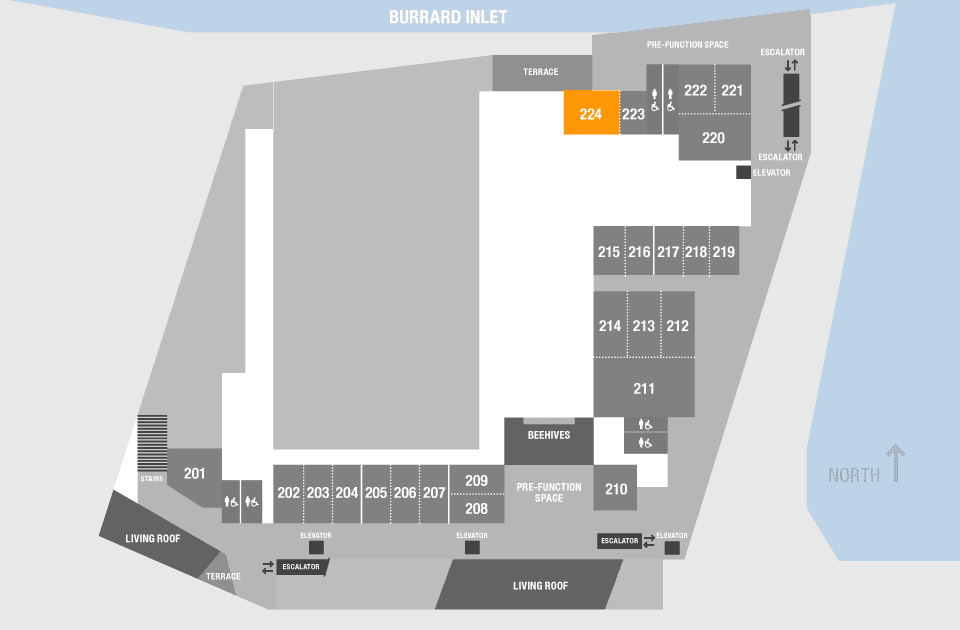 BURRARD INLET
PRE-FUNCTION SPACE
ESCALATOR
TERRACE
222
221
224
223
220
ESCALATOR
ELEVATOR
215
216
217
218
219
214
213
212
211
BEEHIVES
201
STAIRS
NORTH
202
203
204
205
206
207
209
208
PRE-FUNCTION
SPACE
210
LIVING ROOF
ELEVATOR
ELEVATOR
ESCALATOR
ELEVATOR
TERRACE
ESCALATOR
LIVING ROOF